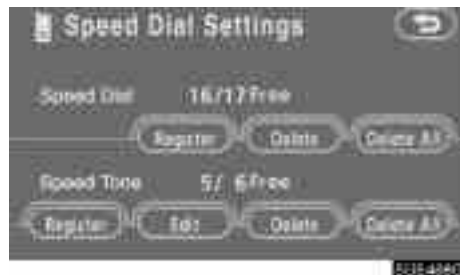 Speed Dial Settings
Speed Dial 16/17Free
Register Delete Delete All
Speed Tone 5/ 6Free
Register Edit Delete Delete All